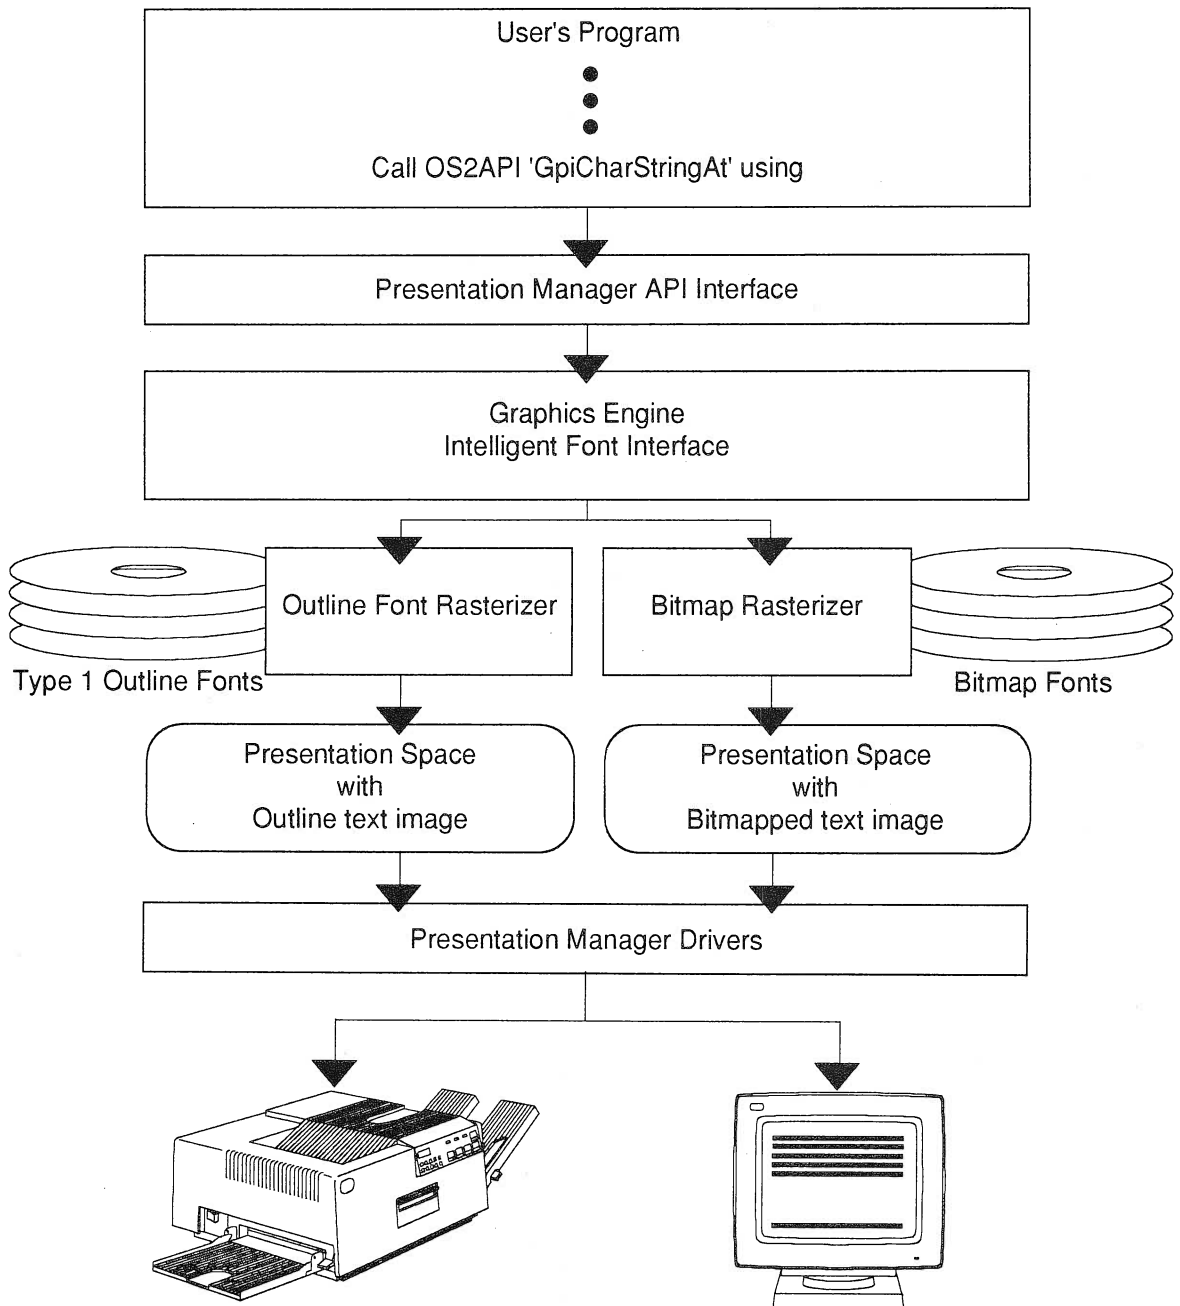 User's Program
Call OS2API 'GpiCharStringAt' using
Presentation Manager API Interface
Graphics Engine
Intelligent Font Interface
Outline Font Rasterizer
Bitmap Rasterizer
Type 1 Outline Fonts
Bitmap Fonts
Presentation Space
with
Outline text image
Presentation Space
with
Bitmapped text image
Presentation Manager Drivers